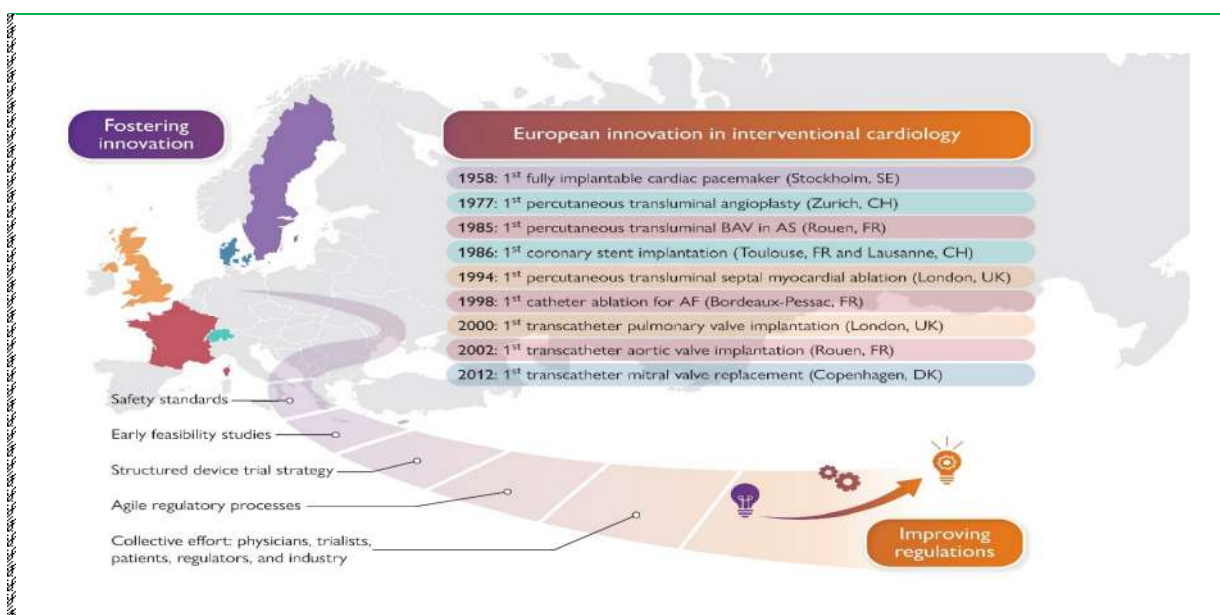 Fostering
innovation
European innovation in interventional cardiology
1958: 1st fully implantable cardiac pacemaker (Stockholm, SE)
1977: 1st percutaneous transluminal angioplasty (Zurich, CH)
1985: 1st percutaneous transluminal BAV in AS (Rouen, FR)
1986: 1st coronary stent implantation (Toulouse, FR and Lausanne, CH)
1994: 1st percutaneous transluminal septal myocardial ablation (London, UK)
1998: 1st catheter ablation for AF (Bordeaux-Pessac, FR)
2000: 1st transcatheter pulmonary valve implantation (London, UK)
2002: 1st transcatheter aortic valve implantation (Rouen, FR)
2012: 1st transcatheter mitral valve replacement (Copenhagen, DK)
Safety standards
Early feasibility studies
Structured device trial strategy
Agile regulatory processes
Collective effort: physicians, trialists,
patients, regulators, and industry
Improving
regulations